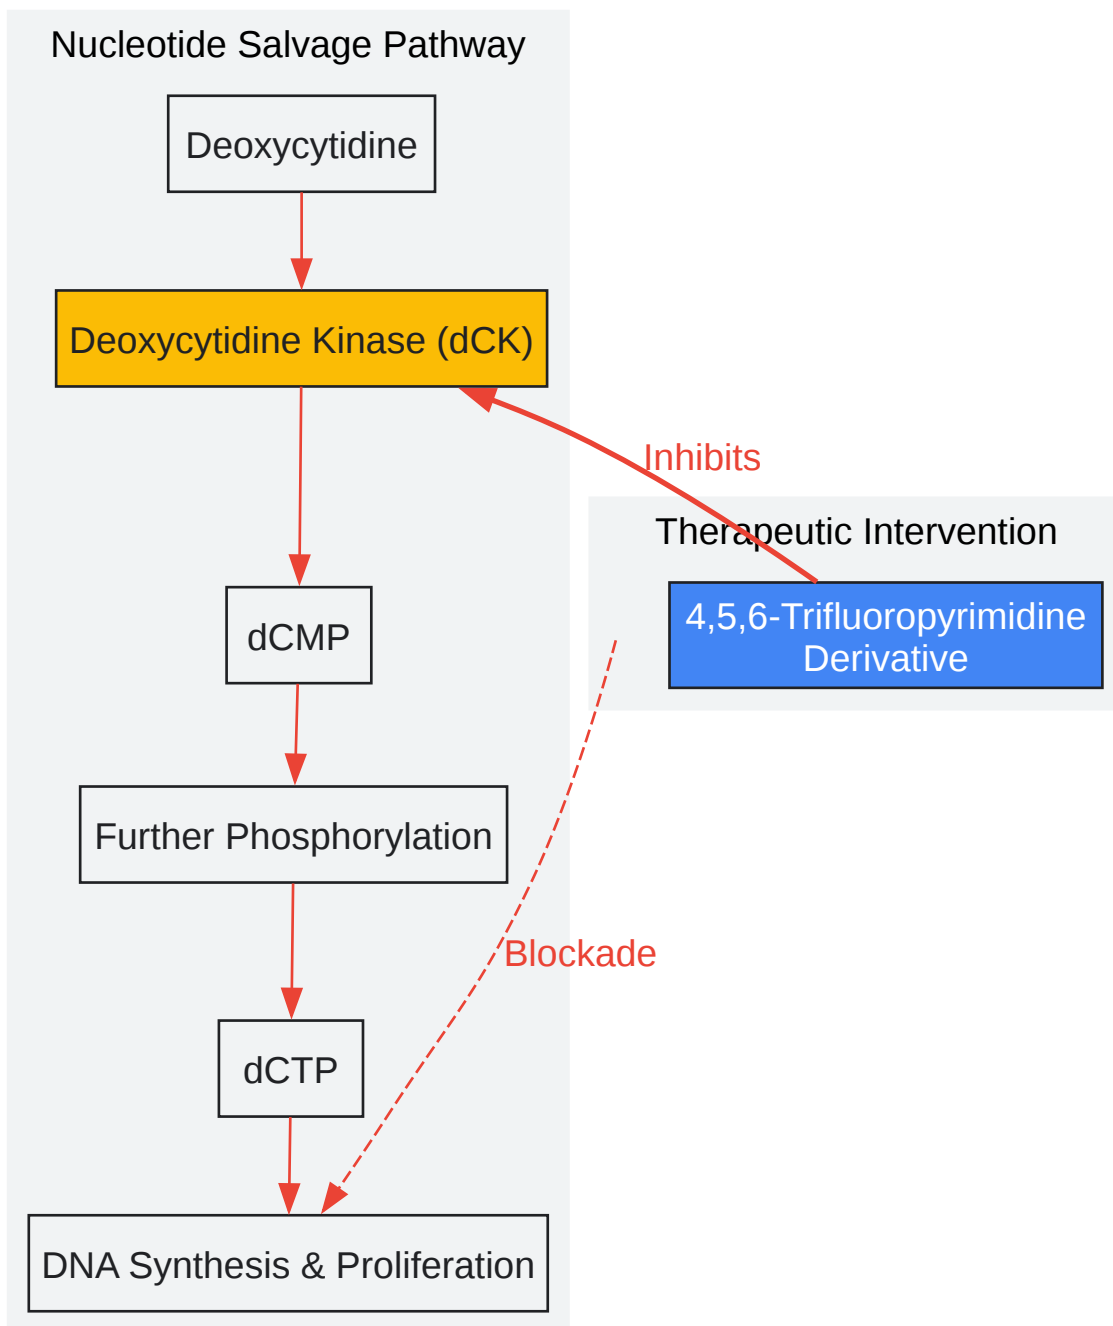 Nucleotide Salvage Pathway
Deoxycytidine
Deoxycytidine Kinase (dCK)
Inhibits
Therapeutic Intervention
4,5,6-Trifluoropyrimidine
Derivative
dCMP
Further Phosphorylation
Blockade
dCTP
DNA Synthesis & Proliferation